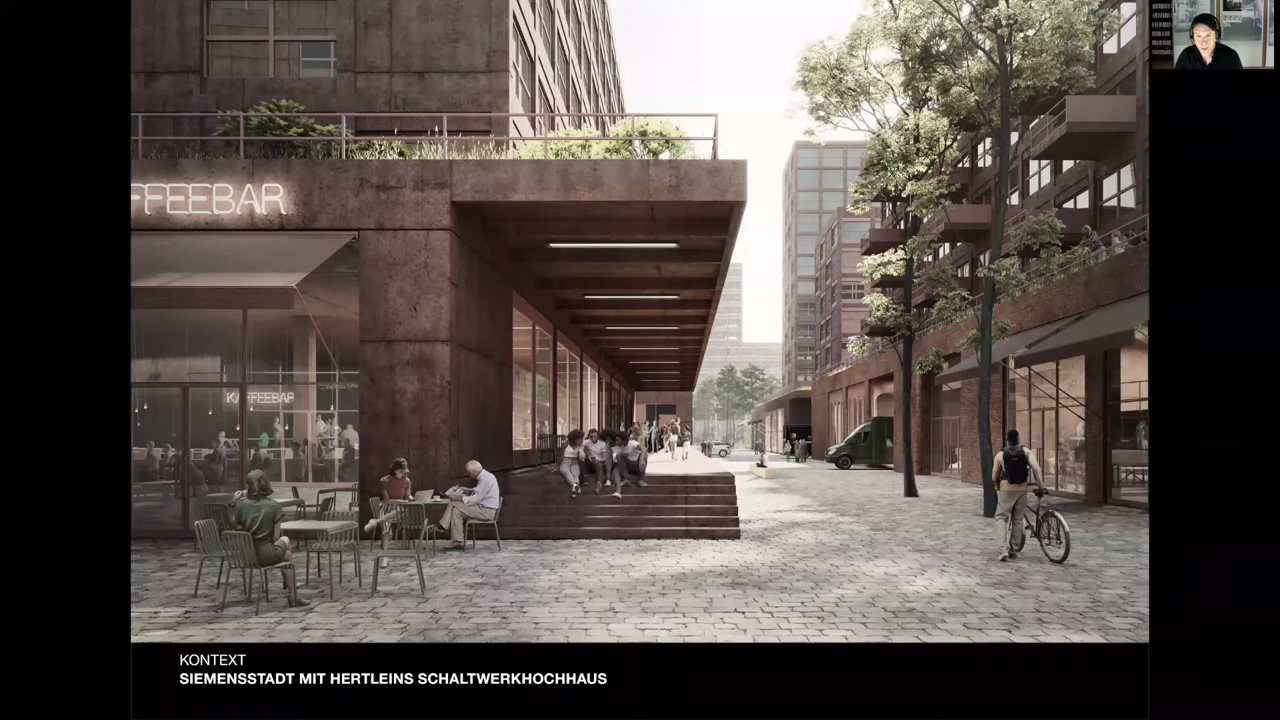 FFEEBAR
KAFFEEBAR
KONTEXT
SIEMENSSTADT MIT HERTLEINS SCHALTWERKHOCHHAUS